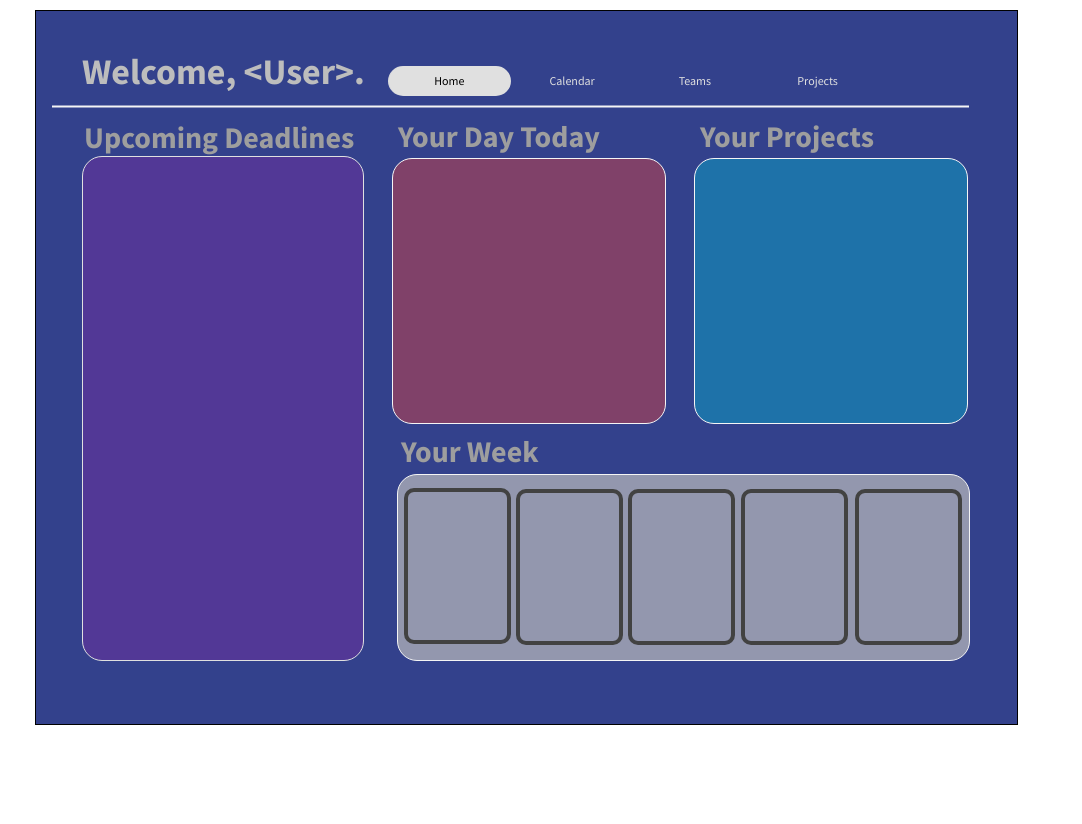 Welcome, <User>.
Home
Calendar
Teams
Projects
Upcoming Deadlines
Your Day Today
Your Projects
Your Week